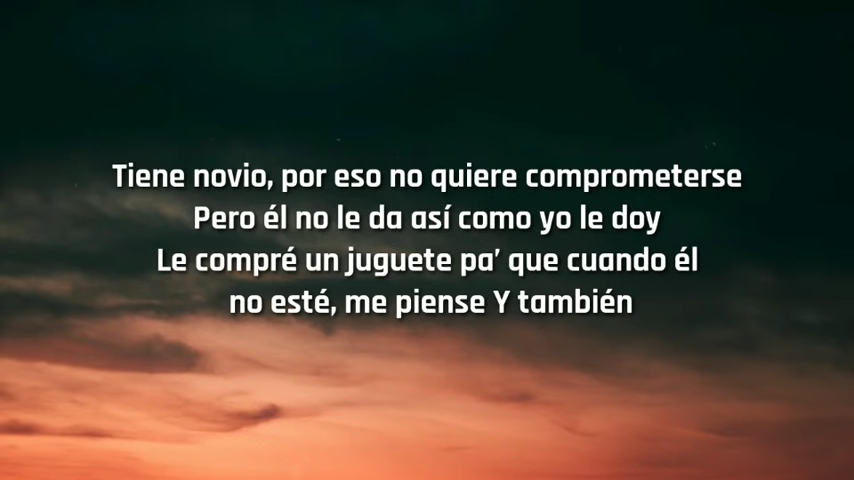 Tiene novio, por eso no quiere comprometerse
Pero él no le da así como yo le doy
Le compré un juguete pa’ que cuando él
no esté, me piense Y también